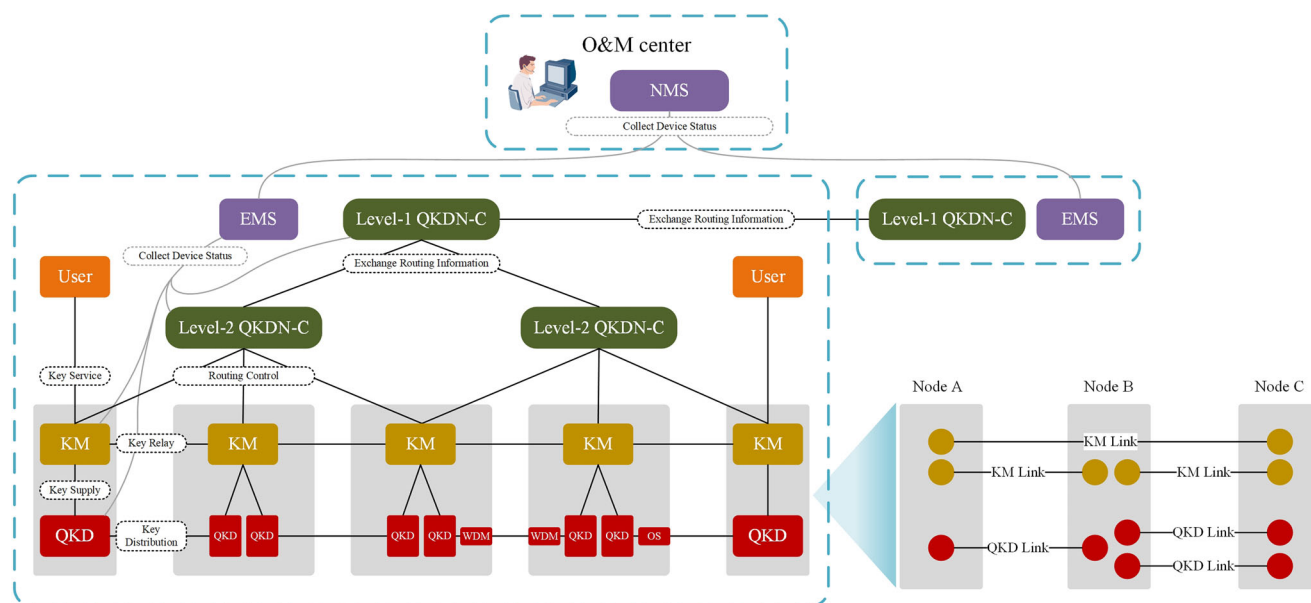 O&M center
NMS
Collect Device Status
EMS
Level-1 QKDN-C
Exchange Routing Information
Level-1 QKDN-C
EMS
Collect Device Status
Exchange Routing Information
User
User
Level-2 QKDN-C
Level-2 QKDN-C
Key Service
Routing Control
Node A
Node B
Node C
KM
Key Relay
KM
KM
KM
KM
KM Link
KM Link
KM Link
Key Supply
QKD
Key
Distribution
QKD
QKD
QKD
QKD
WDM
WDM
QKD
QKD
OS
QKD
QKD Link
QKD Link
QKD Link